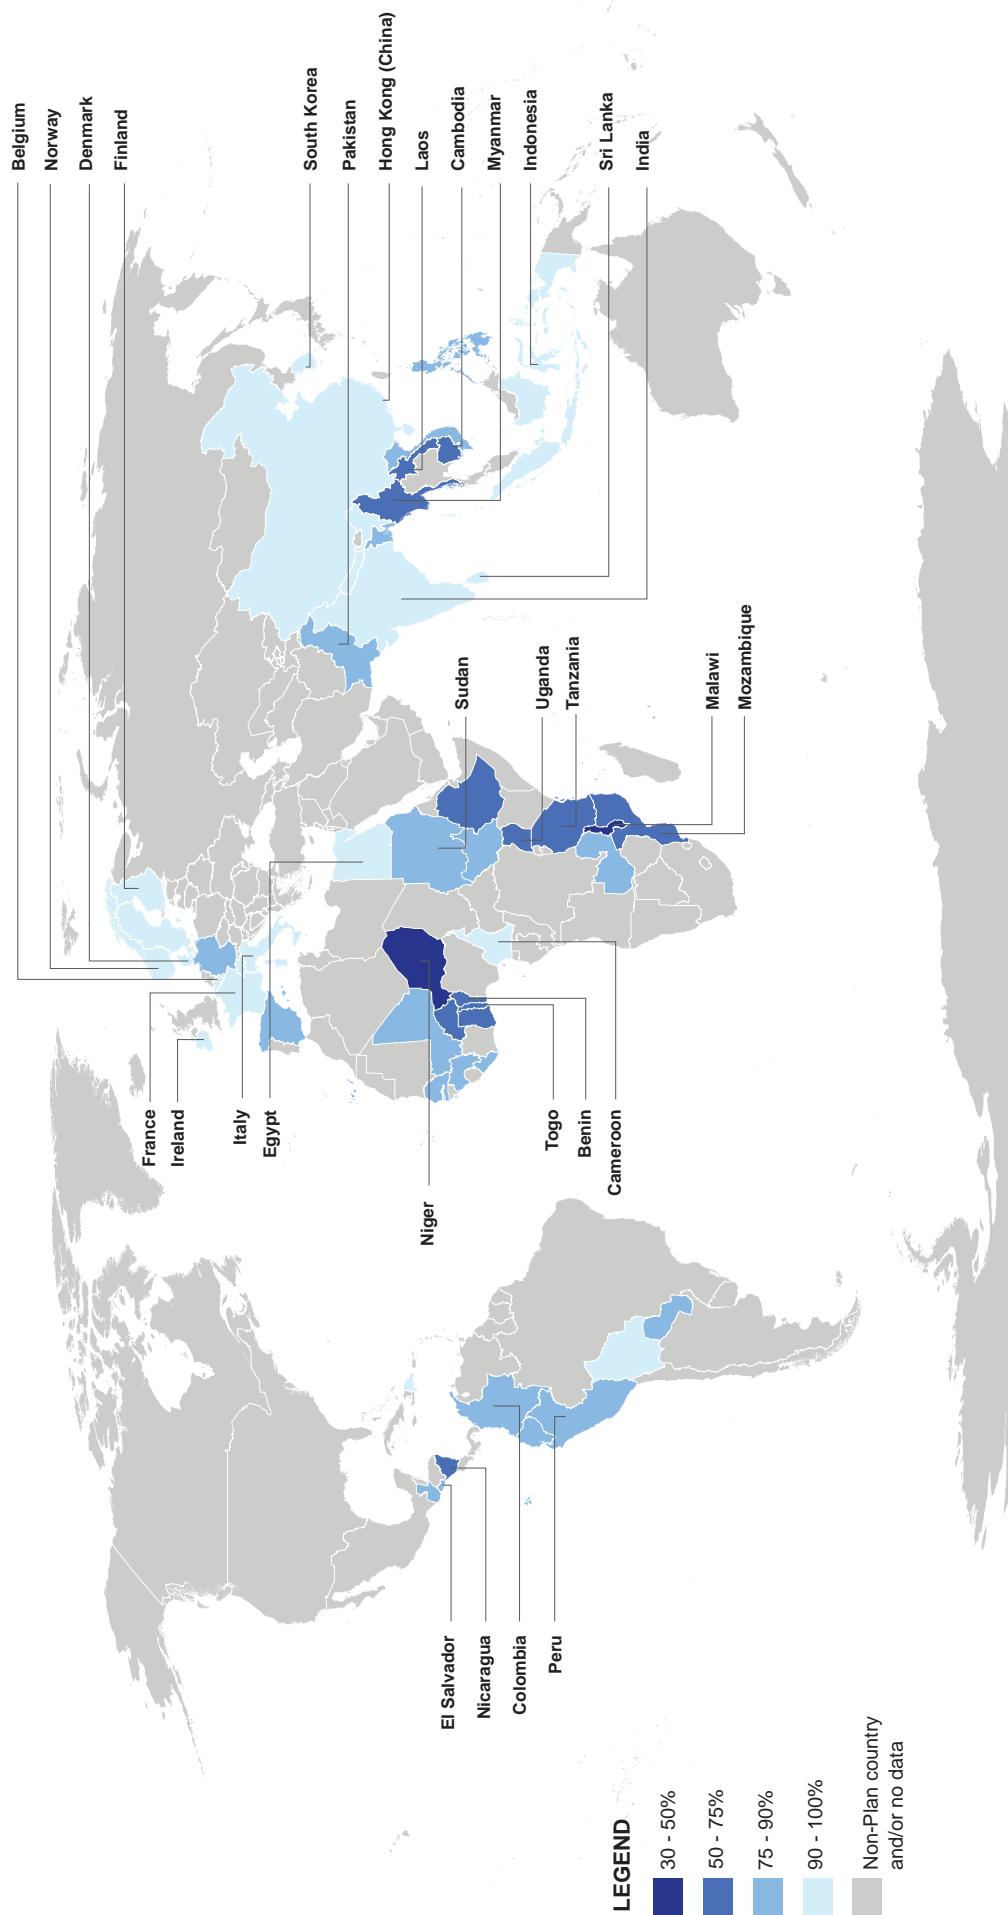 Belgium
Norway
Denmark
Finland
South Korea
Pakistan
Hong Kong (China)
Laos
Cambodia
Myanmar
Indonesia
Sri Lanka
India
Sudan
Uganda
Tanzania
Malawi
Mozambique
France
Ireland
Italy
Egypt
Niger
Togo
Benin
Cameroon
El Salvador
Nicaragua
Colombia
Peru
LEGEND
30 - 50%
50 - 75%
75 - 90%
90 - 100%
Non-Plan country
and/or no data